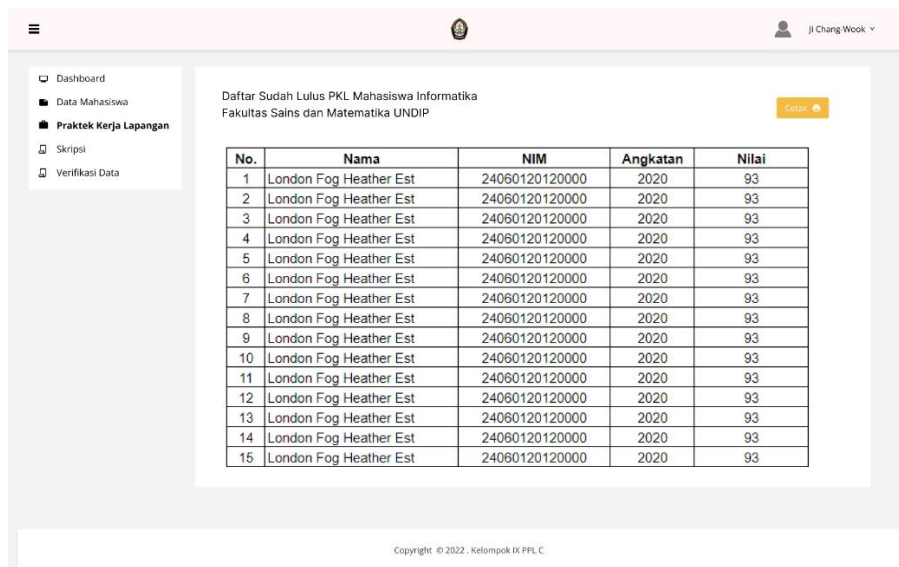 Ji Chang-Wook
Dashboard
Data Mahasiswa
Praktek Kerja Lapangan
Skripsi
Verifikasi Data
Daftar Sudah Lulus PKL Mahasiswa Informatika
Fakultas Sains dan Matematika UNDIP
Cetak
No. Nama NIM Angkatan Nilai
1 London Fog Heather Est 24060120120000 2020 93
2 London Fog Heather Est 24060120120000 2020 93
3 London Fog Heather Est 24060120120000 2020 93
4 London Fog Heather Est 24060120120000 2020 93
5 London Fog Heather Est 24060120120000 2020 93
6 London Fog Heather Est 24060120120000 2020 93
7 London Fog Heather Est 24060120120000 2020 93
8 London Fog Heather Est 24060120120000 2020 93
9 London Fog Heather Est 24060120120000 2020 93
10 London Fog Heather Est 24060120120000 2020 93
11 London Fog Heather Est 24060120120000 2020 93
12 London Fog Heather Est 24060120120000 2020 93
13 London Fog Heather Est 24060120120000 2020 93
14 London Fog Heather Est 24060120120000 2020 93
15 London Fog Heather Est 24060120120000 2020 93
Copyright © 2022 . Kelompok IX PPL C